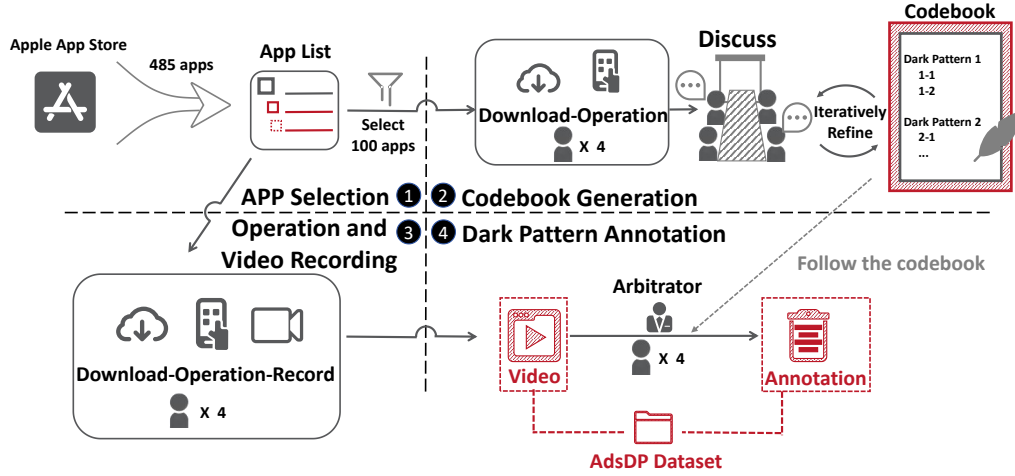 Apple App Store
485 apps
App List
Select
100 apps
Download-Operation
X 4
Discuss
Iteratively
Refine
Codebook
Dark Pattern 1
1-1
1-2
Dark Pattern 2
2-1
...
APP Selection 1
2 Codebook Generation
Operation and 3
Video Recording
4 Dark Pattern Annotation
Download-Operation-Record
X 4
Video
Arbitrator
X 4
Follow the codebook
Annotation
AdsDP Dataset